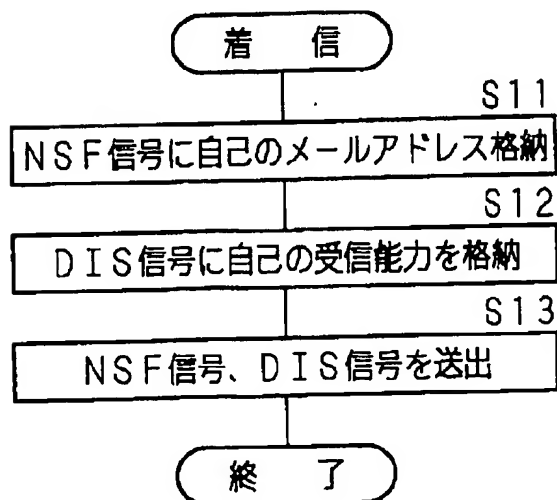 着 信
S11
NSF信号に自己のメールアドレス格納
S12
DIS信号に自己の受信能力を格納
S13
NSF信号、DIS信号を送出
終 了